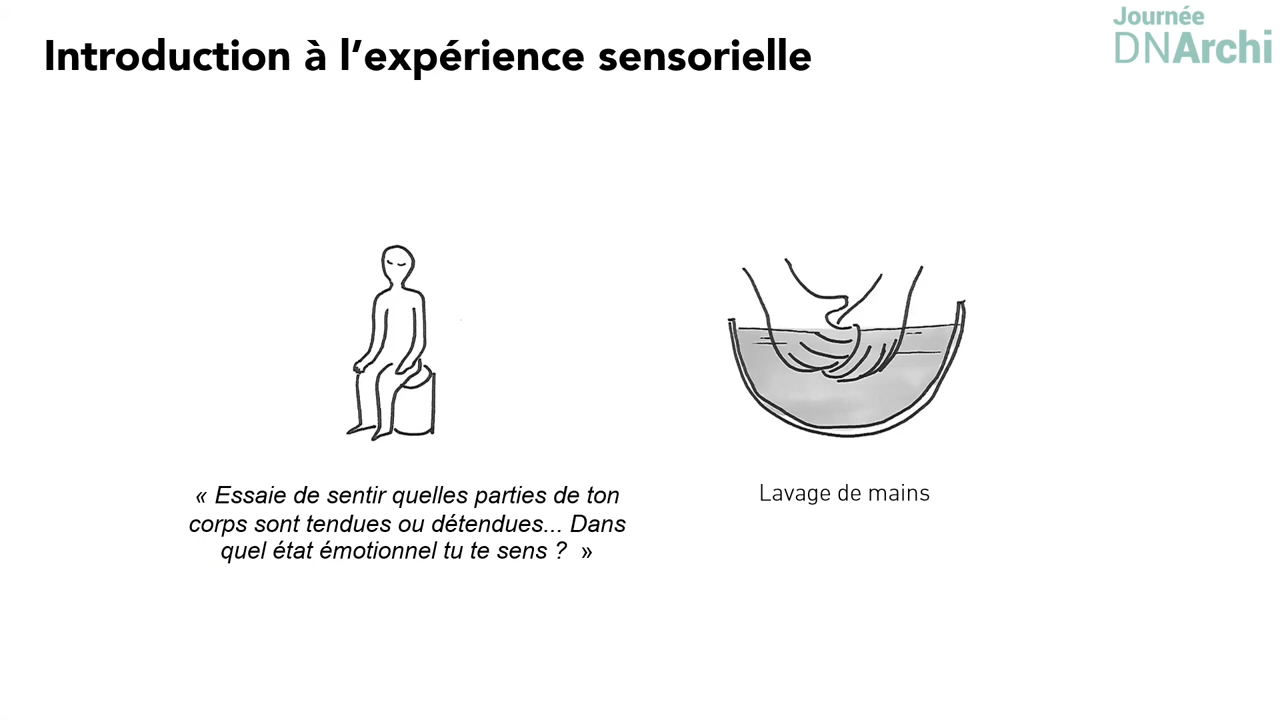 Journée
DNArchi
Introduction à l’expérience sensorielle
« Essaie de sentir quelles parties de ton
corps sont tendues ou détendues... Dans
quel état émotionnel tu te sens ? »
Lavage de mains